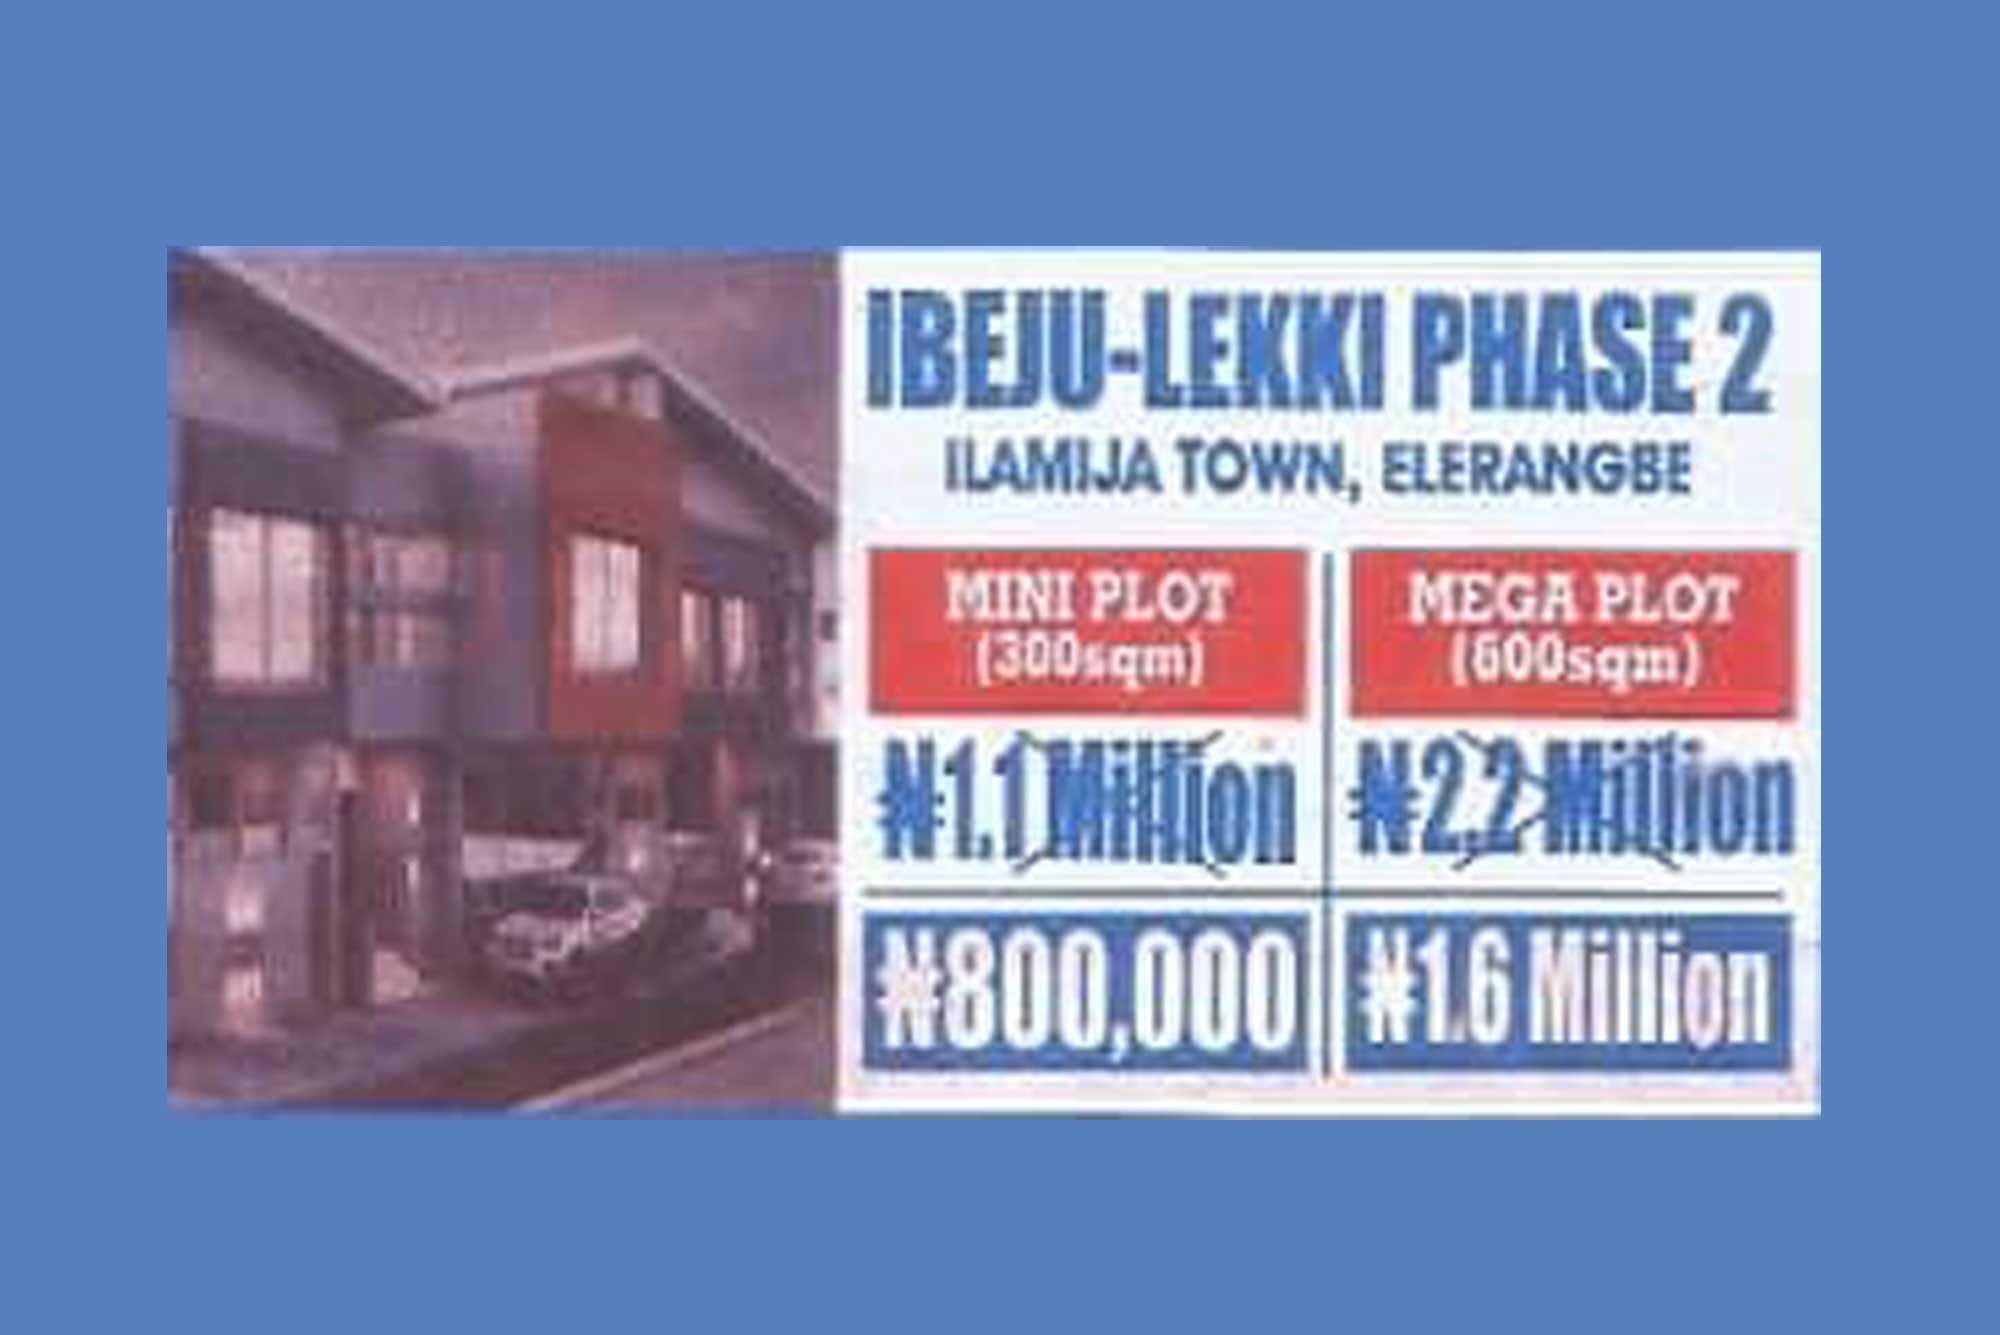 IBEJU-LEKKI PHASE 2
ILAMIJA TOWN, ELERANGBE
MINI PLOT
(300sqm)
₦1.1 Million
₦800,000
MEGA PLOT
(600sqm)
₦2.2 Million
₦1.6 Million